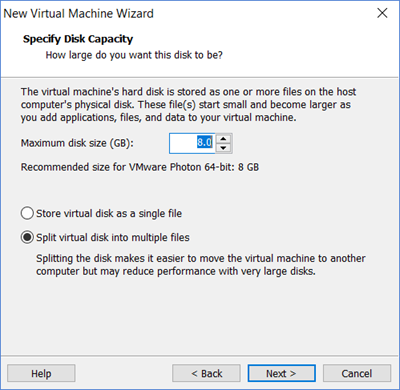 New Virtual Machine Wizard
Specify Disk Capacity
How large do you want this disk to be?
The virtual machine's hard disk is stored as one or more files on the host
computer's physical disk. These file(s) start small and become larger as
you add applications, files, and data to your virtual machine.
Maximum disk size (GB): 8.0
Recommended size for VMware Photon 64-bit: 8 GB
Store virtual disk as a single file
Split virtual disk into multiple files
Splitting the disk makes it easier to move the virtual machine to another
computer but may reduce performance with very large disks.
Help < Back Next > Cancel